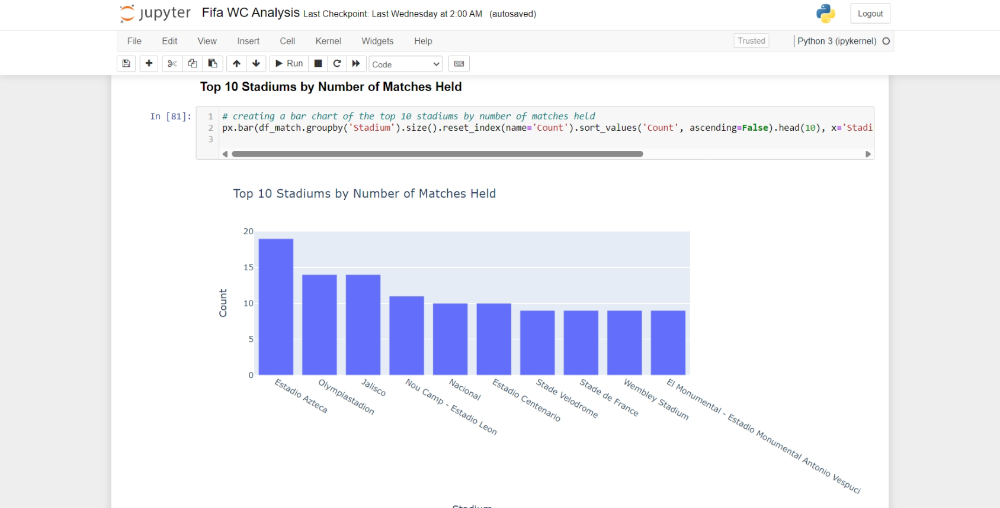 jupyter Fifa WC Analysis Last Checkpoint: Last Wednesday at 2:00 AM (autosaved) Logout
File Edit View Insert Cell Kernel Widgets Help Trusted Python 3 (ipykernel)
Run Code
Top 10 Stadiums by Number of Matches Held
In [81]: 1 # creating a bar chart of the top 10 stadiums by number of matches held
2 px.bar(df_match.groupby('Stadium').size().reset_index(name='Count').sort_values('Count', ascending=False).head(10), x='Stadi
3
Top 10 Stadiums by Number of Matches Held
20
15
10
5
0
Count
Estadio Azteca
Olympiastadion
Jalisco
Nou Camp - Estadio Leon
Nacional
Estadio Centenario
Stade Velodrome
Stade de France
Wembley Stadium
El Monumental - Estadio Monumental Antonio Vespuci
Stadium